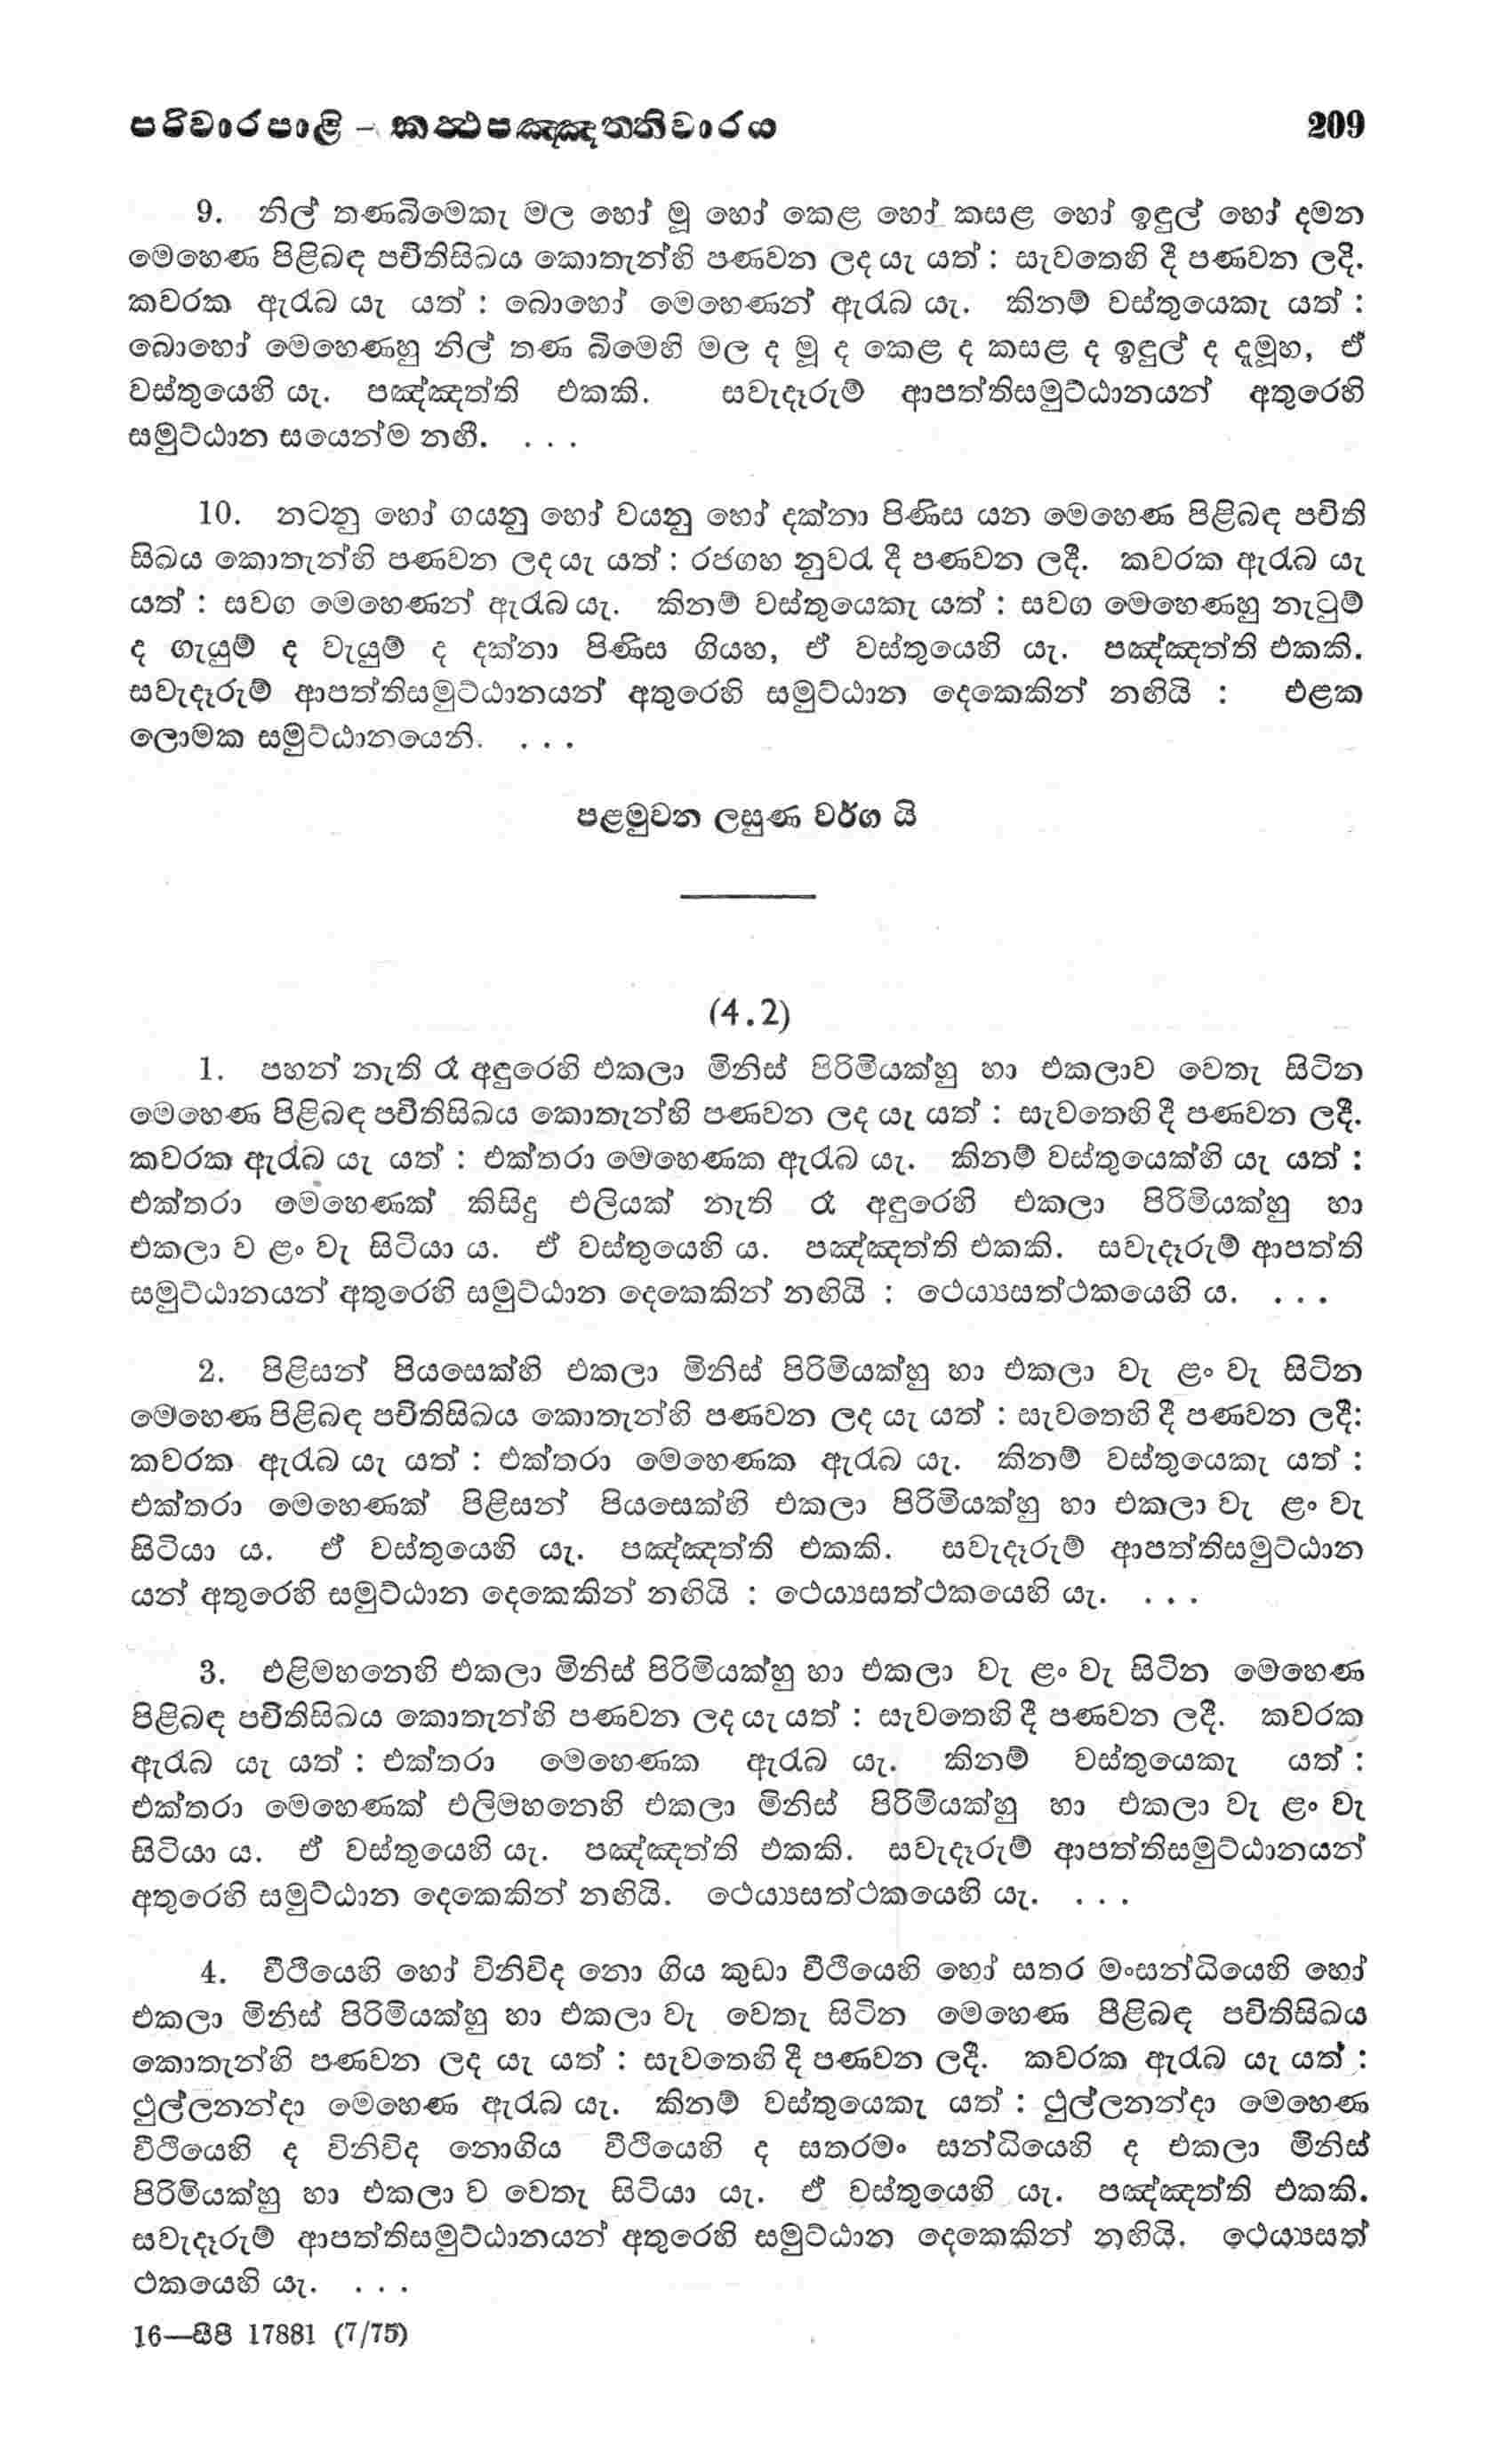 පරිවාරපාළි – කත්‍ථපඤ්ඤත්තිවාරය 209
9. නිල් තණබිමෙකැ මල හෝ මූ හෝ කෙළ හෝ කසළ හෝ ඉඳුල් හෝ දමන
මෙහෙණ පිළිබඳ පචිතිසිඛය කොතැන්හි පණවන ලද යැ යත් : සැවතෙහි දී පණවන ලදි.
කවරක ඇරැබ යැ යත් : බොහෝ මෙහෙණන් ඇරැබ යැ. කිනම් වස්තුයෙකැ යත් :
බොහෝ මෙහෙණහු නිල් තණ බිමෙහි මල ද මූ ද කෙළ ද කසළ ද ඉඳුල් ද දැමූහ, ඒ
වස්තුයෙහි යැ. පඤ්ඤත්ති එකකි. සවැදෑරුම් ආපත්තිසමුට්ඨානයන් අතුරෙහි
සමුට්ඨාන සයෙන්ම නඟී. . . .
10. නටනු හෝ ගයනු හෝ වයනු හෝ දක්නා පිණිස යන මෙහෙණ පිළිබඳ පචිති
සිඛය කොතැන්හි පණවන ලද යැ යත් : රජගහ නුවරැ දී පණවන ලදී. කවරක ඇරැබ යැ
යත් : සවග මෙහෙණන් ඇරැබ යැ. කිනම් වස්තුයෙකැ යත් : සවග මෙහෙණහු නැටුම්
ද ගැයුම් ද වැයුම් ද දක්නා පිණිස ගියහ, ඒ වස්තුයෙහි යැ. පඤ්ඤත්ති එකකි.
සවැදෑරුම් ආපත්තිසමුට්ඨානයන් අතුරෙහි සමුට්ඨාන දෙකෙකින් නඟියි : එළක
ලොමක සමුට්ඨානයෙනි. . . .
පළමුවන ලසුණ වර්ග යි
(4.2)
1. පහන් නැති රෑ අඳුරෙහි එකලා මිනිස් පිරිමියක්හු හා එකලාව වෙතැ සිටින
මෙහෙණ පිළිබඳ පචිතිසිඛය කොතැන්හි පණවන ලද යැ යත් : සැවතෙහි දී පණවන ලදී.
කවරක ඇරැබ යැ යත් : එක්තරා මෙහෙණක ඇරැබ යැ. කිනම් වස්තුයෙක්හි යැ යත් :
එක්තරා මෙහෙණක් කිසිදු එලියක් නැති රෑ අඳුරෙහි එකලා පිරිමියක්හු හා
එකලා ව ළං වැ සිටියා ය. ඒ වස්තුයෙහි ය. පඤ්ඤත්ති එකකි. සවැදෑරුම් ආපත්ති
සමුට්ඨානයන් අතුරෙහි සමුට්ඨාන දෙකෙකින් නඟියි : ථෙය්‍යසත්ථකයෙහි ය. . . .
2. පිළිසන් පියසෙක්හි එකලා මිනිස් පිරිමියක්හු හා එකලා වැ ළං වැ සිටින
මෙහෙණ පිළිබඳ පචිතිසිඛය කොතැන්හි පණවන ලද යැ යත් : සැවතෙහි දී පණවන ලදී:
කවරක ඇරැබ යැ යත් : එක්තරා මෙහෙණක ඇරැබ යැ. කිනම් වස්තුයෙකැ යත් :
එක්තරා මෙහෙණක් පිළිසන් පියසෙක්හි එකලා පිරිමියක්හු හා එකලා වැ ළං වැ
සිටියා ය. ඒ වස්තුයෙහි යැ. පඤ්ඤත්ති එකකි. සවැදෑරුම් ආපත්තිසමුට්ඨාන
යන් අතුරෙහි සමුට්ඨාන දෙකෙකින් නඟියි : ථෙය්‍යසත්ථකයෙහි යැ. . . .
3. එළිමහනෙහි එකලා මිනිස් පිරිමියක්හු හා එකලා වැ ළං වැ සිටින මෙහෙණ
පිළිබඳ පචිතිසිඛය කොතැන්හි පණවන ලද යැ යත් : සැවතෙහි දී පණවන ලදී. කවරක
ඇරැබ යැ යත් : එක්තරා මෙහෙණක ඇරැබ යැ. කිනම් වස්තුයෙකැ යත් :
එක්තරා මෙහෙණක් එලිමහනෙහි එකලා මිනිස් පිරිමියක්හු හා එකලා වැ ළං වැ
සිටියා ය. ඒ වස්තුයෙහි යැ. පඤ්ඤත්ති එකකි. සවැදෑරුම් ආපත්තිසමුට්ඨානයන්
අතුරෙහි සමුට්ඨාන දෙකෙකින් නඟියි. ථෙය්‍යසත්ථකයෙහි යැ. . . .
4. වීථියෙහි හෝ විනිවිද නො ගිය කුඩා වීථියෙහි හෝ සතර මංසන්ධියෙහි හෝ
එකලා මිනිස් පිරිමියක්හු හා එකලා වැ වෙතැ සිටින මෙහෙණ පිළිබඳ පචිතිසිඛය
කොතැන්හි පණවන ලද යැ යත් : සැවතෙහි දී පණවන ලදී. කවරක ඇරැබ යැ යත් :
ථුල්ලනන්දා මෙහෙණ ඇරැබ යැ. කිනම් වස්තුයෙකැ යත් : ථුල්ලනන්දා මෙහෙණ
වීථියෙහි ද විනිවිද නොගිය වීථියෙහි ද සතරමං සන්ධියෙහි ද එකලා මිනිස්
පිරිමියක්හු හා එකලා ව වෙතැ සිටියා යැ. ඒ වස්තුයෙහි යැ. පඤ්ඤත්ති එකකි.
සවැදෑරුම් ආපත්තිසමුට්ඨානයන් අතුරෙහි සමුට්ඨාන දෙකෙකින් නඟියි. ථෙය්‍යසත්
ථකයෙහි යැ. . . .
16—සීපී 17881 (7/75)